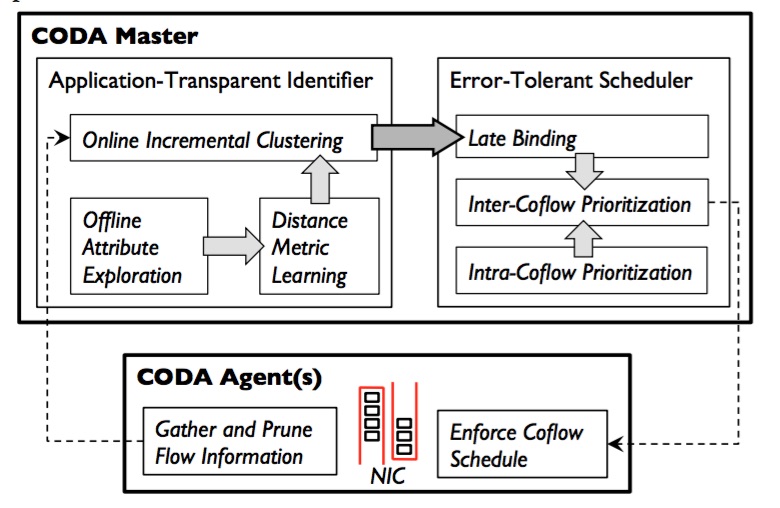 CODA Master
Application-Transparent Identifier
Online Incremental Clustering
Offline
Attribute
Exploration
Distance
Metric
Learning
Error-Tolerant Scheduler
Late Binding
Inter-Coflow Prioritization
Intra-Coflow Prioritization
CODA Agent(s)
Gather and Prune
Flow Information
NIC
Enforce Coflow
Schedule